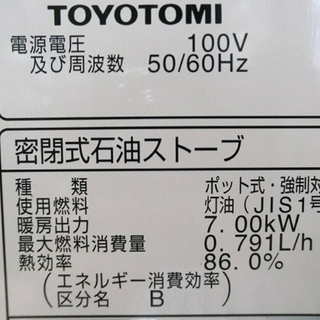 TOYOTOMI
電源電圧 100V
及び周波数 50/60Hz
密閉式石油ストーブ
種類 ポット式・強制対
使用燃料 灯油（JIS1号
暖房出力 7.00kW
最大燃料消費量 0.791L/h
熱効率 86.0%
（エネルギー消費効率）
（区分名 B）